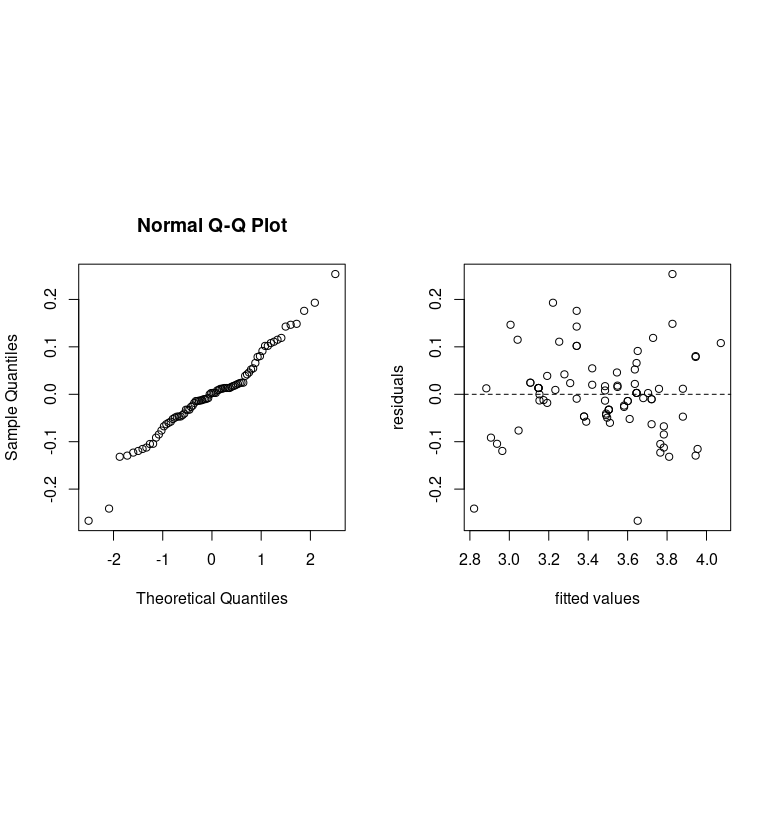 Normal Q-Q Plot
Sample Quantiles
0.2
0.1
0.0
-0.1
-0.2
-2 -1 0 1 2
Theoretical Quantiles
residuals
0.2
0.1
0.0
-0.1
-0.2
2.8 3.0 3.2 3.4 3.6 3.8 4.0
fitted values